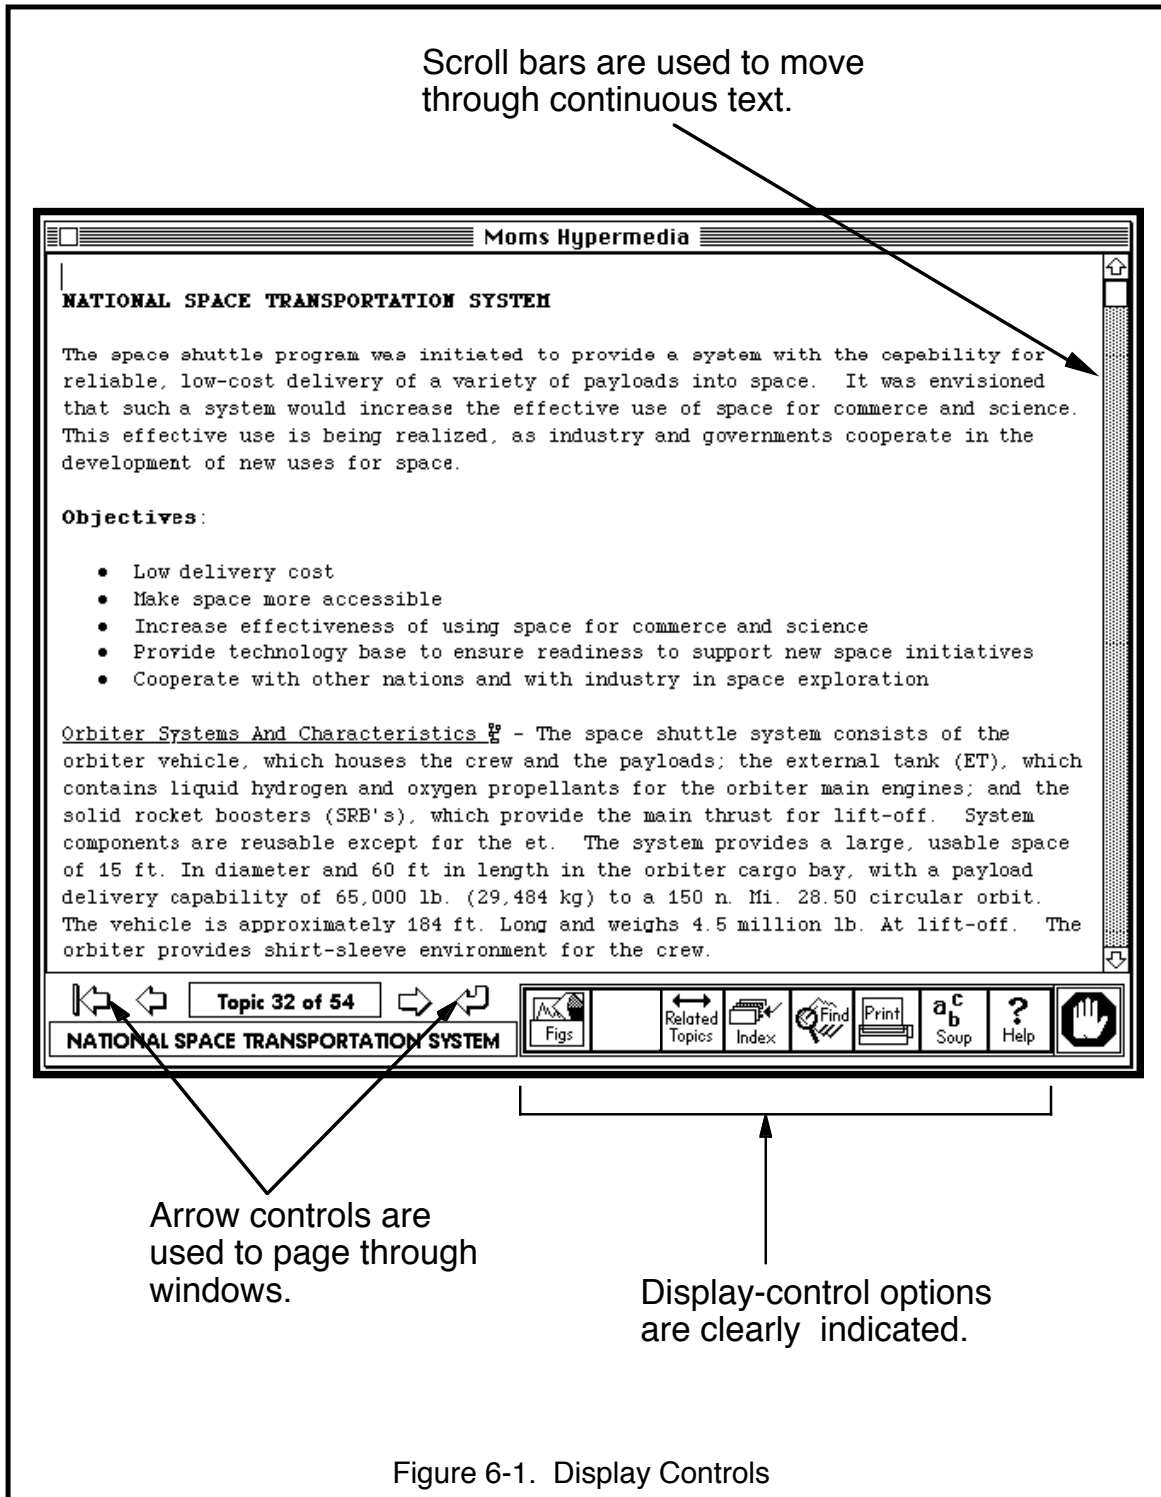 Scroll bars are used to move
through continuous text.
Moms Hypermedia
NATIONAL SPACE TRANSPORTATION SYSTEM
The space shuttle program was initiated to provide a system with the capability for
reliable, low-cost delivery of a variety of payloads into space.  It was envisioned
that such a system would increase the effective use of space for commerce and science.
This effective use is being realized, as industry and governments cooperate in the
development of new uses for space.
Objectives:
• Low delivery cost
• Make space more accessible
• Increase effectiveness of using space for commerce and science
• Provide technology base to ensure readiness to support new space initiatives
• Cooperate with other nations and with industry in space exploration
Orbiter Systems And Characteristics - The space shuttle system consists of the
orbiter vehicle, which houses the crew and the payloads; the external tank (ET), which
contains liquid hydrogen and oxygen propellants for the orbiter main engines; and the
solid rocket boosters (SRB's), which provide the main thrust for lift-off.  System
components are reusable except for the et.  The system provides a large, usable space
of 15 ft. In diameter and 60 ft in length in the orbiter cargo bay, with a payload
delivery capability of 65,000 lb. (29,484 kg) to a 150 n. Mi. 28.50 circular orbit.
The vehicle is approximately 184 ft. Long and weighs 4.5 million lb. At lift-off.  The
orbiter provides shirt-sleeve environment for the crew.
Topic 32 of 54
NATIONAL SPACE TRANSPORTATION SYSTEM
Figs
Related
Topics
Index
Find
Print
a b c
Soup
?
Help
Arrow controls are
used to page through
windows.
Display-control options
are clearly indicated.
Figure 6-1.  Display Controls